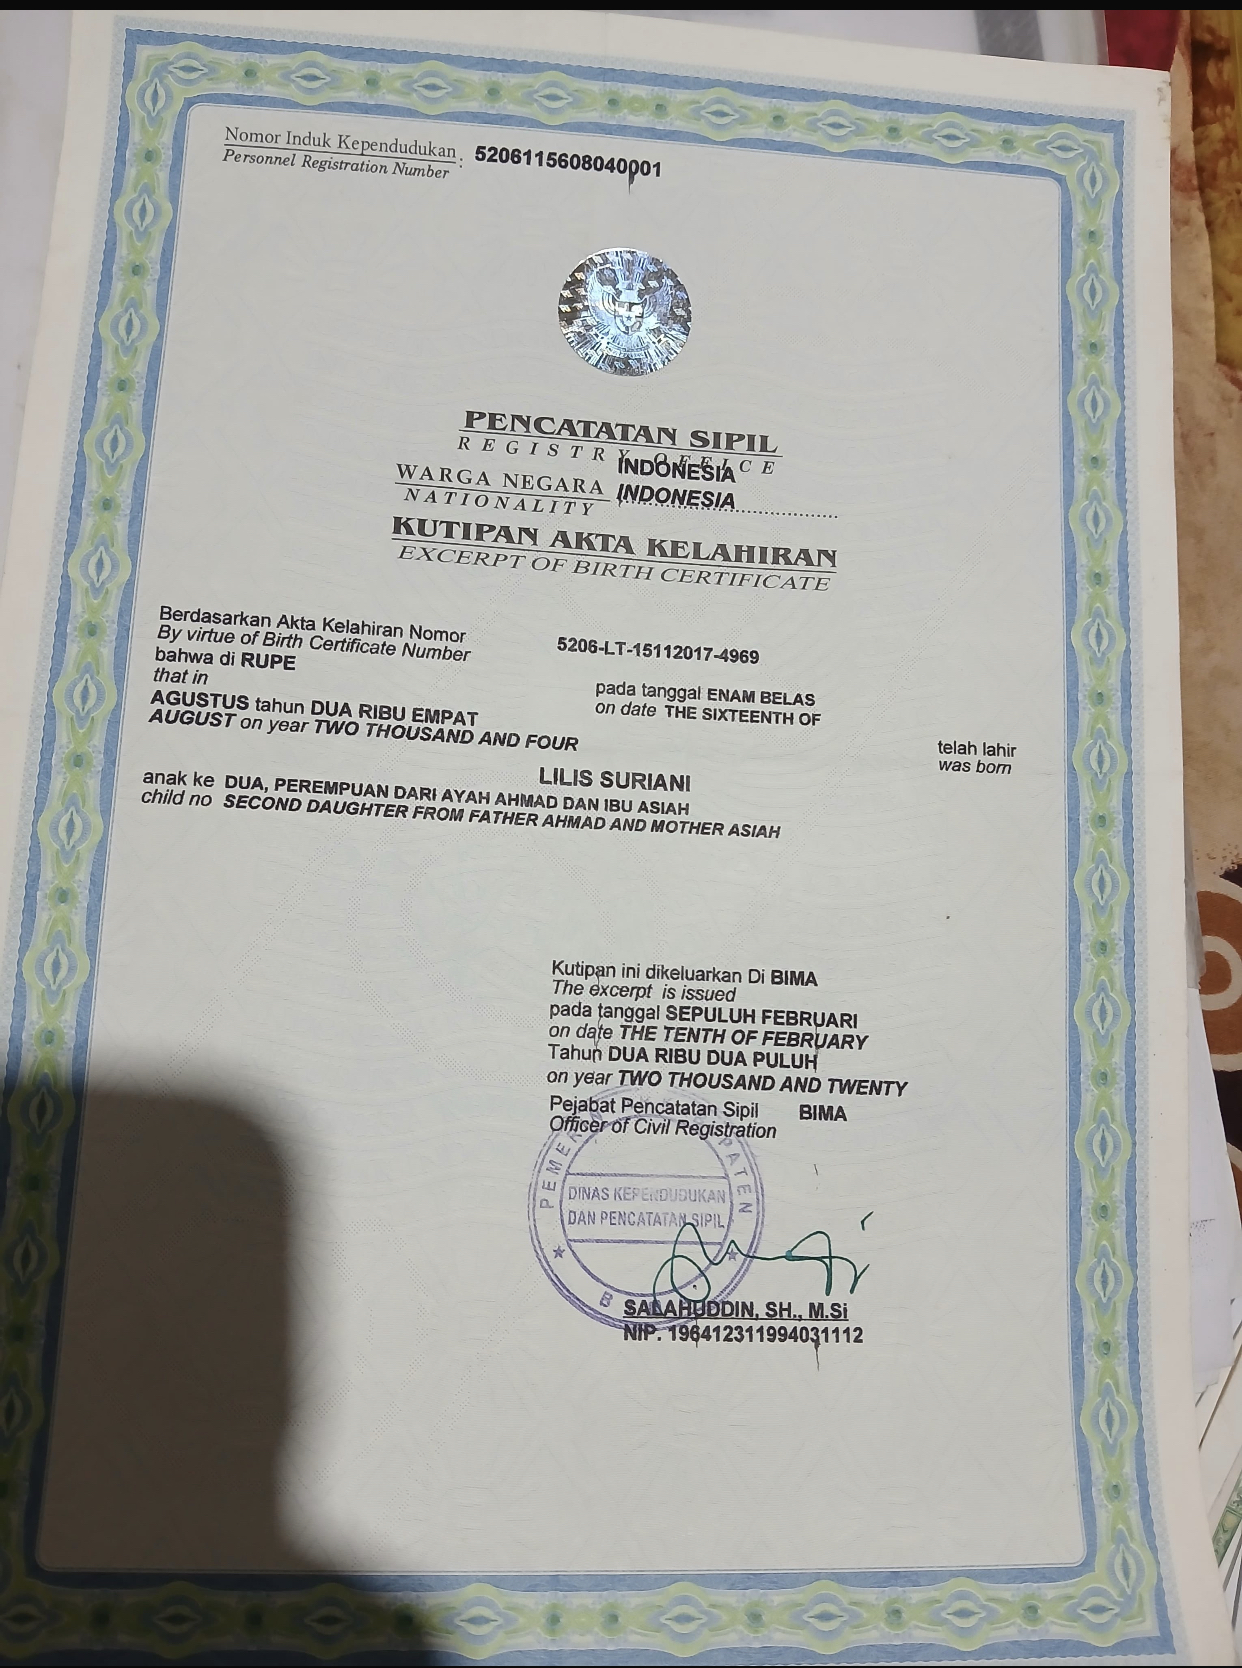 Nomor Induk Kependudukan : 5206115608040001
Personnel Registration Number
PENCATATAN SIPIL
REGISTRY OFFICE
INDONESIA
WARGA NEGARA
INDONESIA
NATIONALITY
KUTIPAN AKTA KELAHIRAN
EXCERPT OF BIRTH CERTIFICATE
Berdasarkan Akta Kelahiran Nomor
By virtue of Birth Certificate Number
5206-LT-15112017-4969
bahwa di RUPE
that in
pada tanggal ENAM BELAS
on date THE SIXTEENTH OF
AGUSTUS tahun DUA RIBU EMPAT
AUGUST on year TWO THOUSAND AND FOUR
telah lahir
was born
LILIS SURIANI
anak ke DUA, PEREMPUAN DARI AYAH AHMAD DAN IBU ASIAH
child no SECOND DAUGHTER FROM FATHER AHMAD AND MOTHER ASIAH
Kutipan ini dikeluarkan Di BIMA
The excerpt is issued
pada tanggal SEPULUH FEBRUARI
on date THE TENTH OF FEBRUARY
Tahun DUA RIBU DUA PULUH
on year TWO THOUSAND AND TWENTY
Pejabat Pencatatan Sipil BIMA
Officer of Civil Registration
DINAS KEPENDUDUKAN
DAN PENCATATAN SIPIL
SALAHUDDIN, SH., M.Si
NIP. 196412311994031112